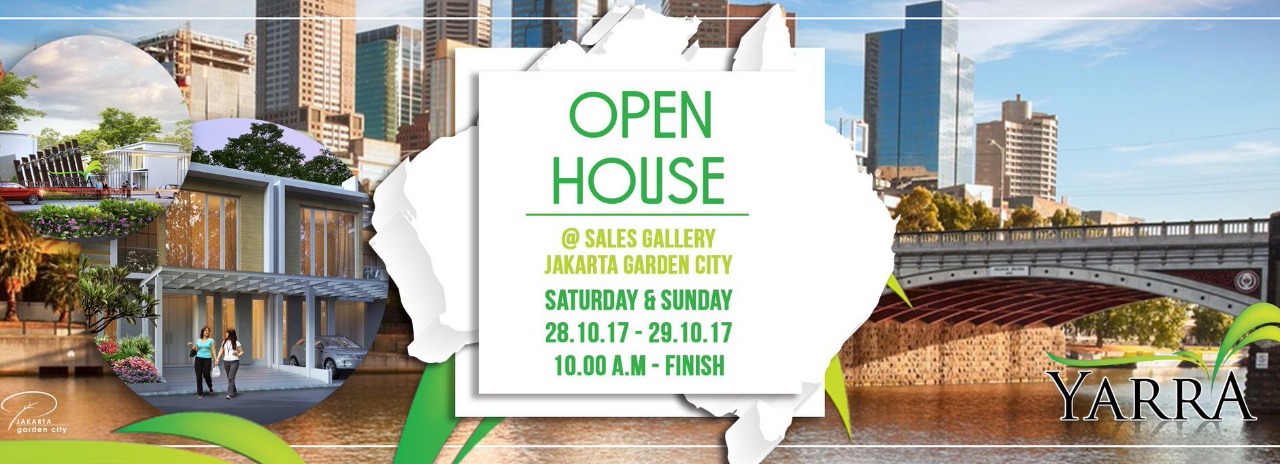 OPEN
HOUSE
@ SALES GALLERY
JAKARTA GARDEN CITY
SATURDAY & SUNDAY
28.10.17 - 29.10.17
10.00 A.M - FINISH
JAKARTA
garden city
YARRA